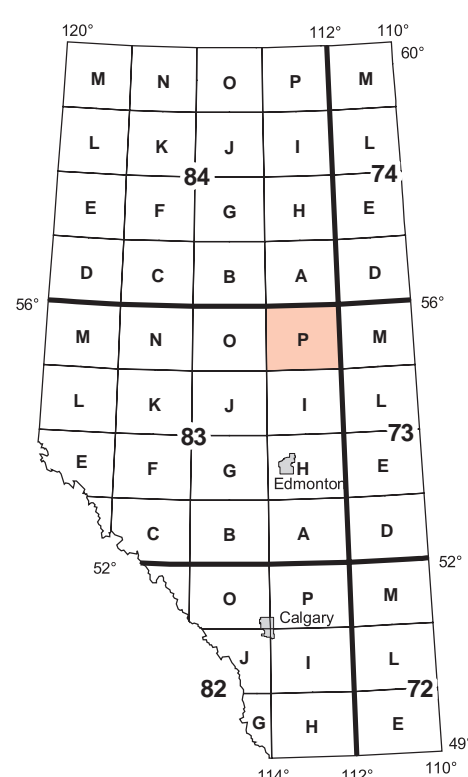 120° 112° 110°
60°
M N O P M
L K J I L
84 74
E F G H E
D C B A D
56° 56°
M N O P M
L K J I L
83 73
E F G H E
Edmonton
C B A D
52° 52°
O P M
Calgary
J I L
82 72
G H E
49°
114° 112° 110°